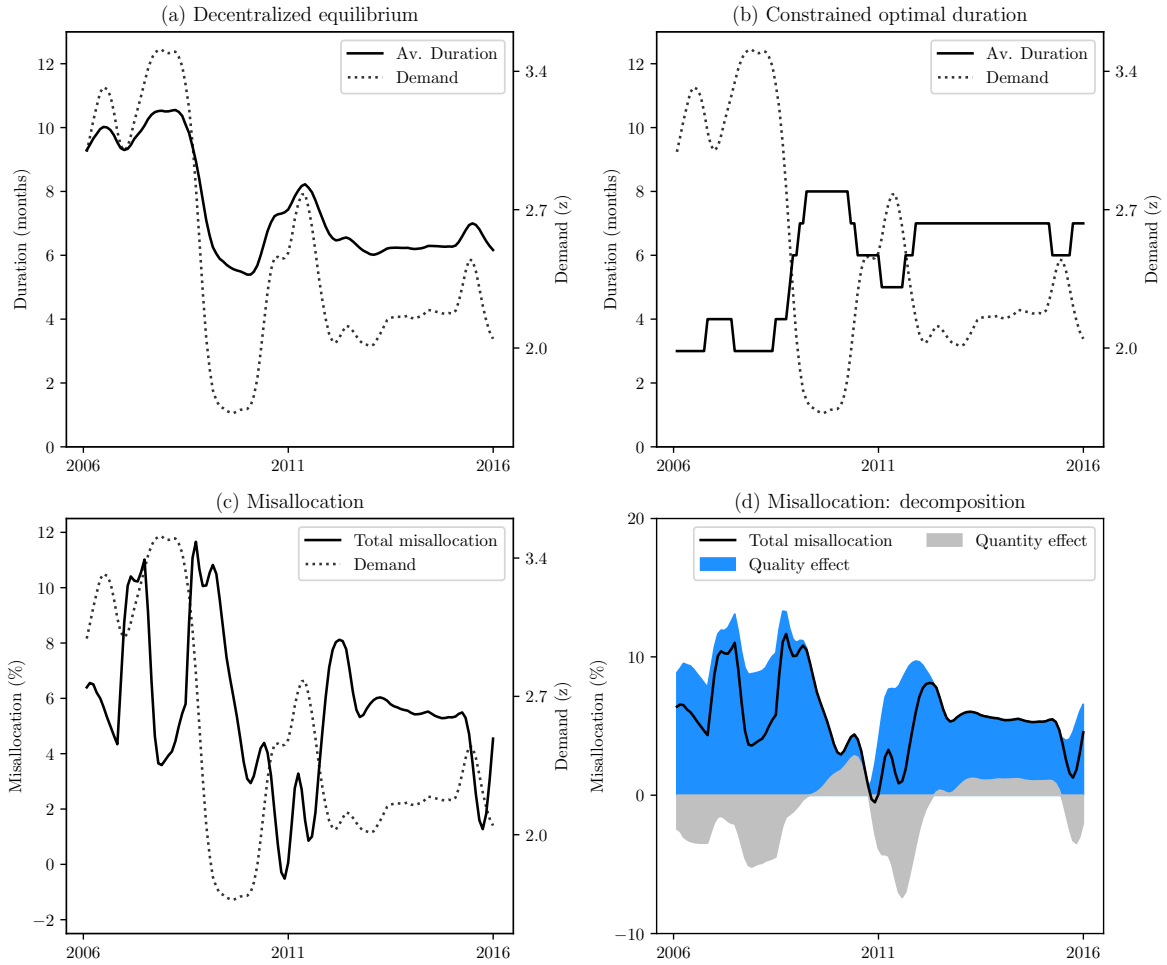 (a) Decentralized equilibrium
Av. Duration
Demand
Duration (months)
12
10
8
6
4
2
0
3.4
2.7
2.0
Demand (z)
2006
2011
2016
(b) Constrained optimal duration
Av. Duration
Demand
Duration (months)
12
10
8
6
4
2
0
3.4
2.7
2.0
Demand (z)
2006
2011
2016
(c) Misallocation
Total misallocation
Demand
Misallocation (%)
12
10
8
6
4
2
0
−2
3.4
2.7
2.0
Demand (z)
2006
2011
2016
(d) Misallocation: decomposition
Total misallocation
Quality effect
Quantity effect
Misallocation (%)
20
10
0
−10
2006
2011
2016